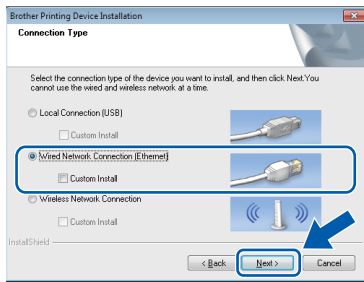 Brother Printing Device Installation
Connection Type
Select the connection type of the device you want to install, and then click Next.You
cannot use the wired and wireless network at a time.
Local Connection (USB)
Custom Install
Wired Network Connection (Ethernet)
Custom Install
Wireless Network Connection
Custom Install
InstallShield
< Back Next > Cancel